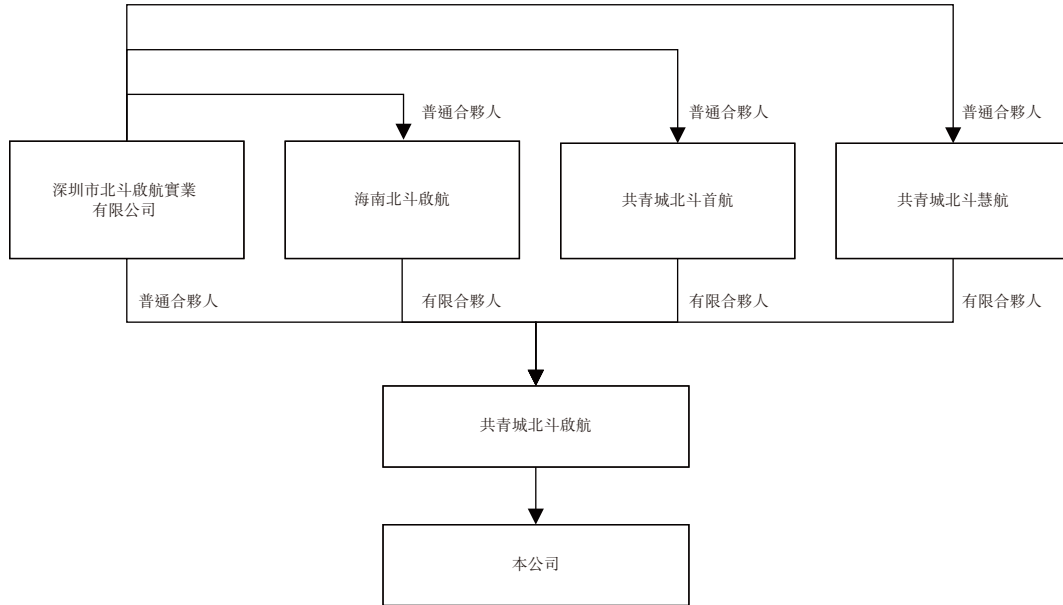 普通合夥人
普通合夥人
普通合夥人
深圳市北斗啟航實業
有限公司
海南北斗啟航
共青城北斗首航
共青城北斗慧航
普通合夥人
有限合夥人
有限合夥人
有限合夥人
共青城北斗啟航
本公司